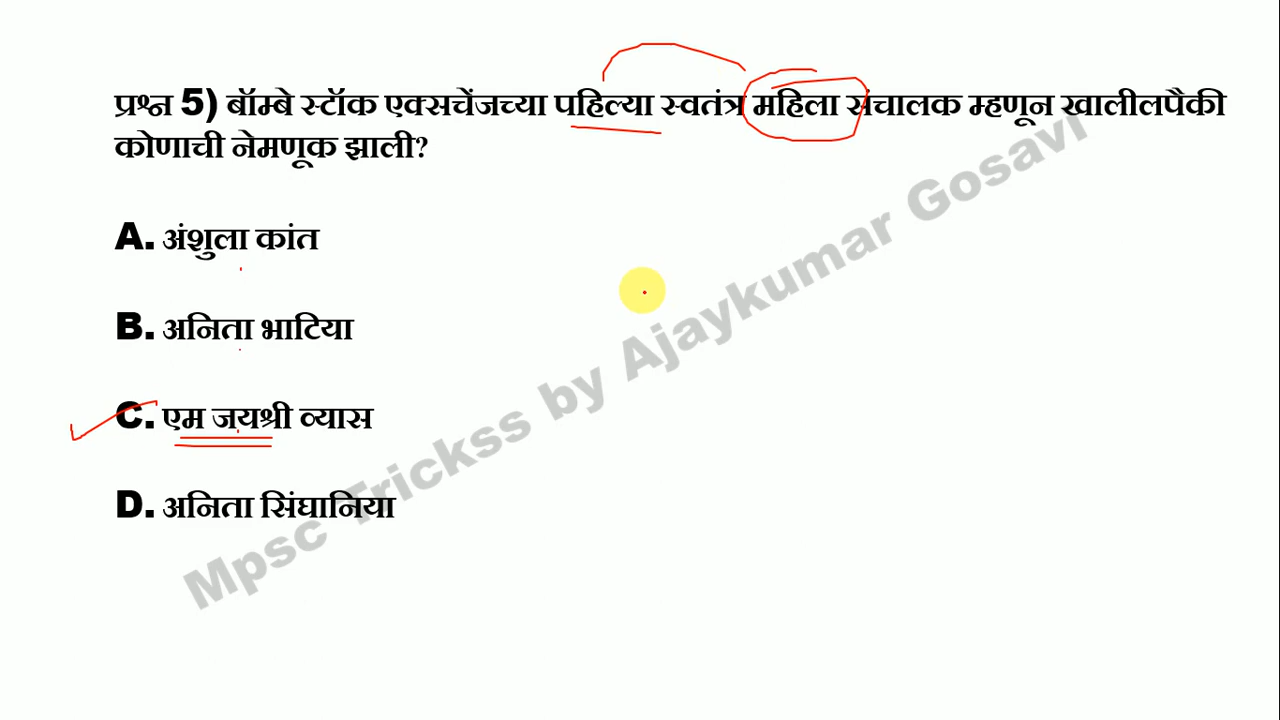 प्रश्न 5) बॉम्बे स्टॉक एक्सचेंजच्या पहिल्या स्वतंत्र महिला संचालक म्हणून खालीलपैकी
कोणाची नेमणूक झाली?
A. अंशुला कांत
B. अनिता भाटिया
C. एम जयश्री व्यास
D. अनिता सिंघानिया
Mpsc Trickss by Ajaykumar Gosavi